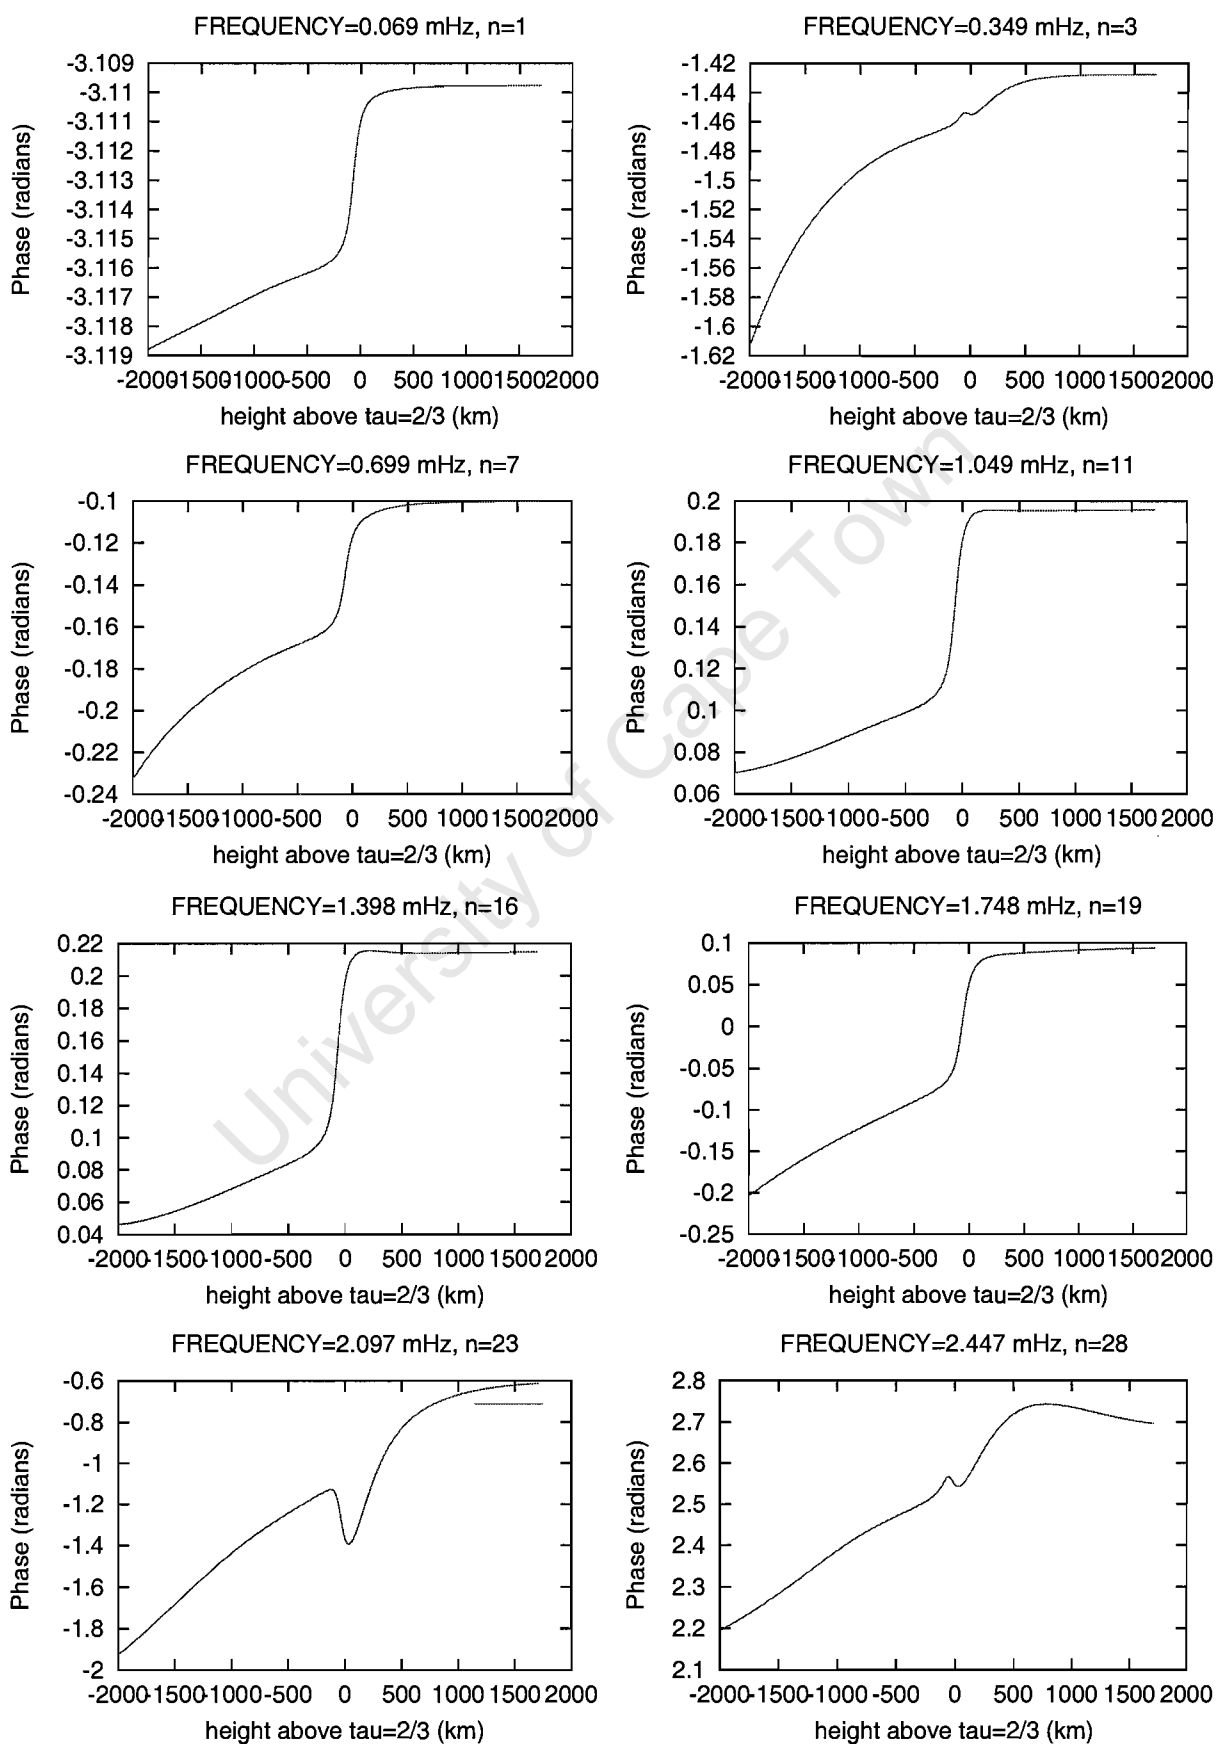 FREQUENCY=0.069 mHz, n=1
-3.109
-3.11
-3.111
-3.112
-3.113
-3.114
-3.115
-3.116
-3.117
-3.118
-3.119
Phase (radians)
-2000 -1500 -1000 -500 0 500 1000 1500 2000
height above tau=2/3 (km)
FREQUENCY=0.349 mHz, n=3
-1.42
-1.44
-1.46
-1.48
-1.5
-1.52
-1.54
-1.56
-1.58
-1.6
-1.62
Phase (radians)
-2000 -1500 -1000 -500 0 500 1000 1500 2000
height above tau=2/3 (km)
FREQUENCY=0.699 mHz, n=7
-0.1
-0.12
-0.14
-0.16
-0.18
-0.2
-0.22
-0.24
Phase (radians)
-2000 -1500 -1000 -500 0 500 1000 1500 2000
height above tau=2/3 (km)
FREQUENCY=1.049 mHz, n=11
0.2
0.18
0.16
0.14
0.12
0.1
0.08
0.06
Phase (radians)
-2000 -1500 -1000 -500 0 500 1000 1500 2000
height above tau=2/3 (km)
FREQUENCY=1.398 mHz, n=16
0.22
0.2
0.18
0.16
0.14
0.12
0.1
0.08
0.06
0.04
Phase (radians)
-2000 -1500 -1000 -500 0 500 1000 1500 2000
height above tau=2/3 (km)
FREQUENCY=1.748 mHz, n=19
0.1
0.05
0
-0.05
-0.1
-0.15
-0.2
-0.25
Phase (radians)
-2000 -1500 -1000 -500 0 500 1000 1500 2000
height above tau=2/3 (km)
FREQUENCY=2.097 mHz, n=23
-0.6
-0.8
-1
-1.2
-1.4
-1.6
-1.8
-2
Phase (radians)
-2000 -1500 -1000 -500 0 500 1000 1500 2000
height above tau=2/3 (km)
FREQUENCY=2.447 mHz, n=28
2.8
2.7
2.6
2.5
2.4
2.3
2.2
2.1
Phase (radians)
-2000 -1500 -1000 -500 0 500 1000 1500 2000
height above tau=2/3 (km)
University of Cape Town